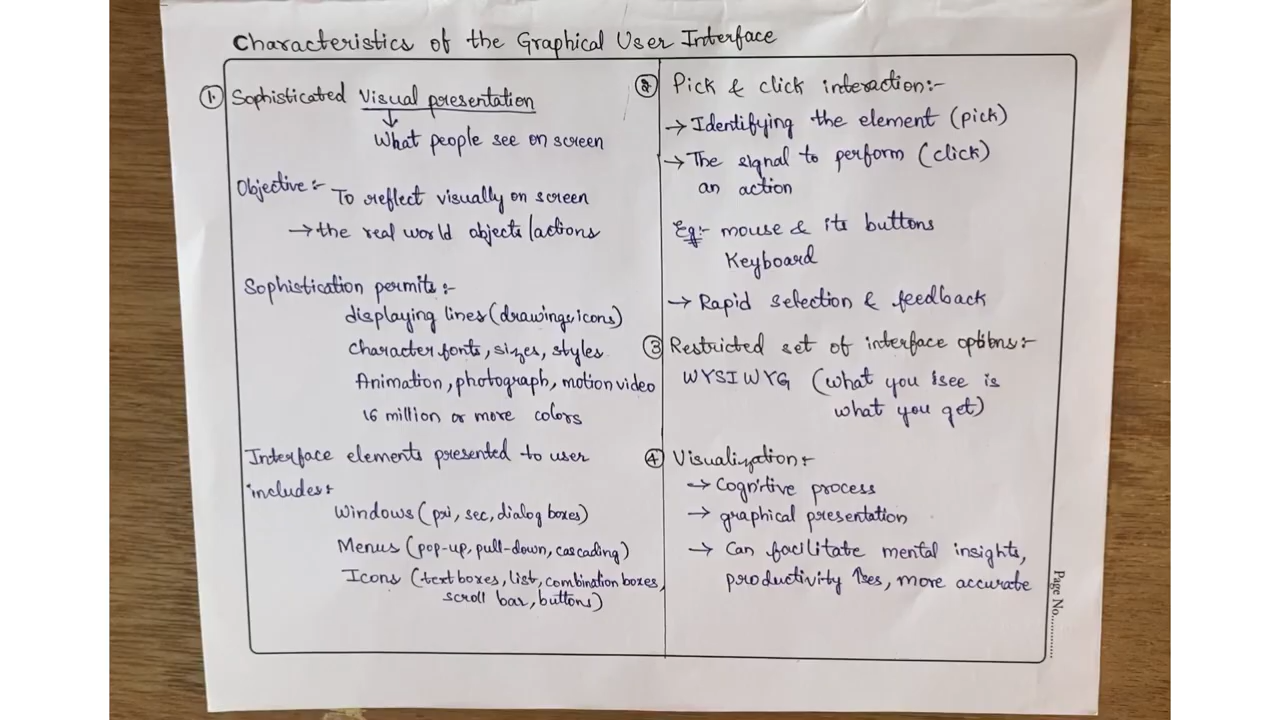 Characteristics of the Graphical User Interface
① Sophisticated Visual presentation
↓
What people see on screen
Objective:- To reflect visually on screen
→ the real world objects/actions
Sophistication permits:-
displaying lines (drawings icons)
Character fonts, sizes, styles
Animation, photograph, motion video
16 million or more colors
Interface elements presented to user
includes:
Windows (pri, sec, dialog boxes)
Menus (pop-up, pull-down, cascading)
Icons (text boxes, list, combination boxes,
scroll bar, buttons)
② Pick & click interaction:-
→ Identifying the element (pick)
→ The signal to perform (click)
an action
Eg:- mouse & its buttons
Keyboard
→ Rapid Selection & feedback
③ Restricted set of interface options:-
WYSIWYG (what you see is
what you get)
④ Visualization:-
→ Cognitive process
→ graphical presentation
→ Can facilitate mental insights,
productivity ↑ses, more accurate
Page No.............